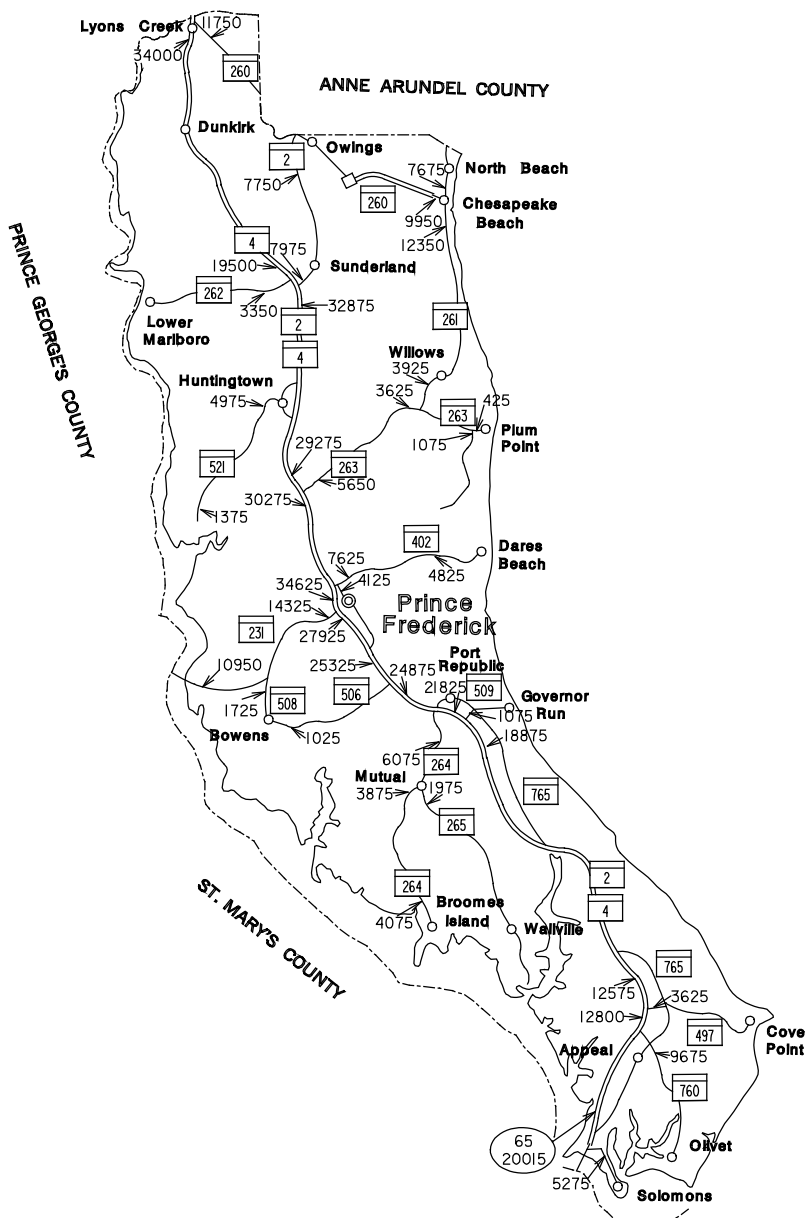 Lyons Creek
11750
34000
260
ANNE ARUNDEL COUNTY
Dunkirk
Owings
2
7750
7675
North Beach
260
Chesapeake
Beach
9950
12350
PRINCE GEORGE'S COUNTY
4
7975
19500
Sunderland
262
3350
32875
Lower
Marlboro
2
4
261
Willows
3925
Huntingtown
4975
3625
263
425
Plum
Point
1075
29275
521
263
5650
30275
1375
402
Dares
Beach
7625
4125
4825
34625
14325
Prince
Frederick
231
27925
Port
Republic
10950
25325
24875
21825
509
Governor
Run
1725
508
506
1075
18875
Bowens
1025
6075
264
Mutual
3875
1975
765
265
ST. MARY'S COUNTY
264
2
4
4075
Broomes
Island
Wallville
765
12575
3625
12800
497
Cove
Point
Appeal
9675
760
65
20015
Olivet
5275
Solomons